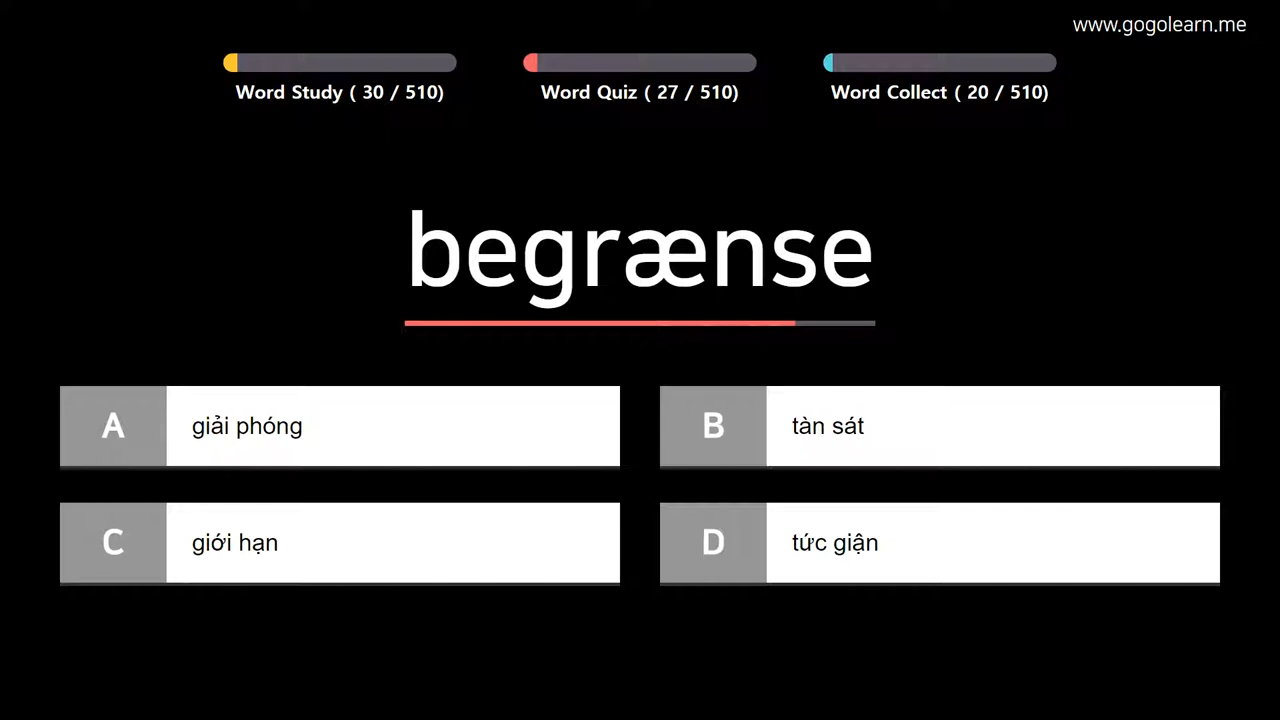 www.gogolearn.me
Word Study ( 30 / 510)
Word Quiz ( 27 / 510)
Word Collect ( 20 / 510)
begrænse
A giải phóng
B tàn sát
C giới hạn
D tức giận